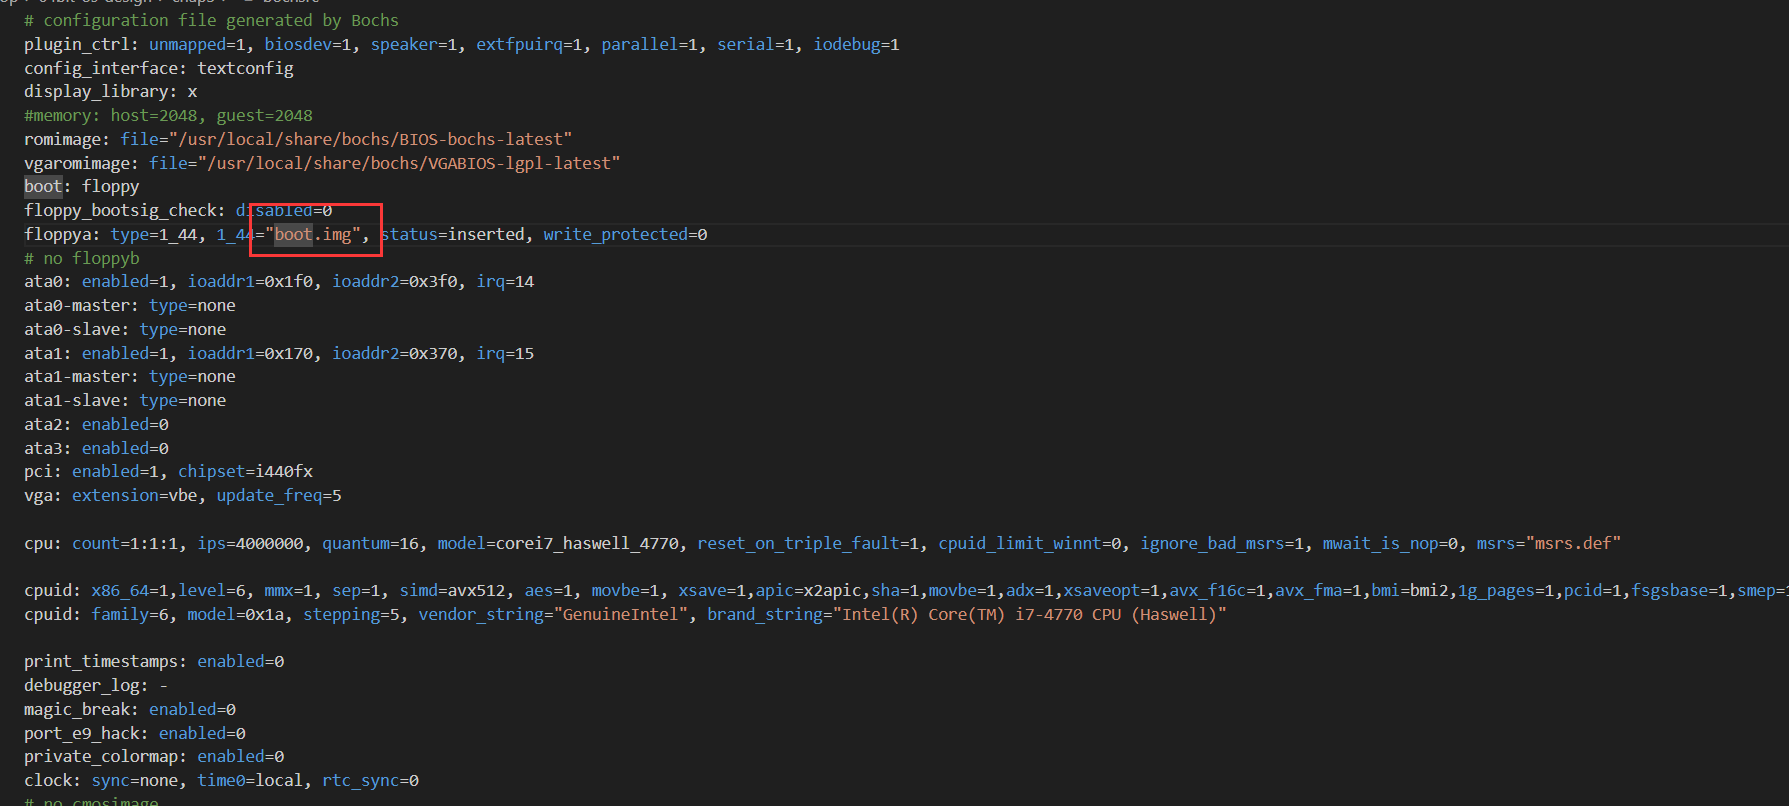 # configuration file generated by Bochs
plugin_ctrl: unmapped=1, biosdev=1, speaker=1, extfpuirq=1, parallel=1, serial=1, iodebug=1
config_interface: textconfig
display_library: x
#memory: host=2048, guest=2048
romimage: file="/usr/local/share/bochs/BIOS-bochs-latest"
vgaromimage: file="/usr/local/share/bochs/VGABIOS-lgpl-latest"
boot: floppy
floppy_bootsig_check: disabled=0
floppya: type=1_44, 1_44="boot.img", status=inserted, write_protected=0
# no floppyb
ata0: enabled=1, ioaddr1=0x1f0, ioaddr2=0x3f0, irq=14
ata0-master: type=none
ata0-slave: type=none
ata1: enabled=1, ioaddr1=0x170, ioaddr2=0x370, irq=15
ata1-master: type=none
ata1-slave: type=none
ata2: enabled=0
ata3: enabled=0
pci: enabled=1, chipset=i440fx
vga: extension=vbe, update_freq=5
cpu: count=1:1:1, ips=4000000, quantum=16, model=corei7_haswell_4770, reset_on_triple_fault=1, cpuid_limit_winnt=0, ignore_bad_msrs=1, mwait_is_nop=0, msrs="msrs.def"
cpuid: x86_64=1,level=6, mmx=1, sep=1, simd=avx512, aes=1, movbe=1, xsave=1,apic=x2apic,sha=1,movbe=1,adx=1,xsaveopt=1,avx_f16c=1,avx_fma=1,bmi=bmi2,1g_pages=1,pcid=1,fsgsbase=1,smep=1
cpuid: family=6, model=0x1a, stepping=5, vendor_string="GenuineIntel", brand_string="Intel(R) Core(TM) i7-4770 CPU (Haswell)"
print_timestamps: enabled=0
debugger_log: -
magic_break: enabled=0
port_e9_hack: enabled=0
private_colormap: enabled=0
clock: sync=none, time0=local, rtc_sync=0
# no cmosimage